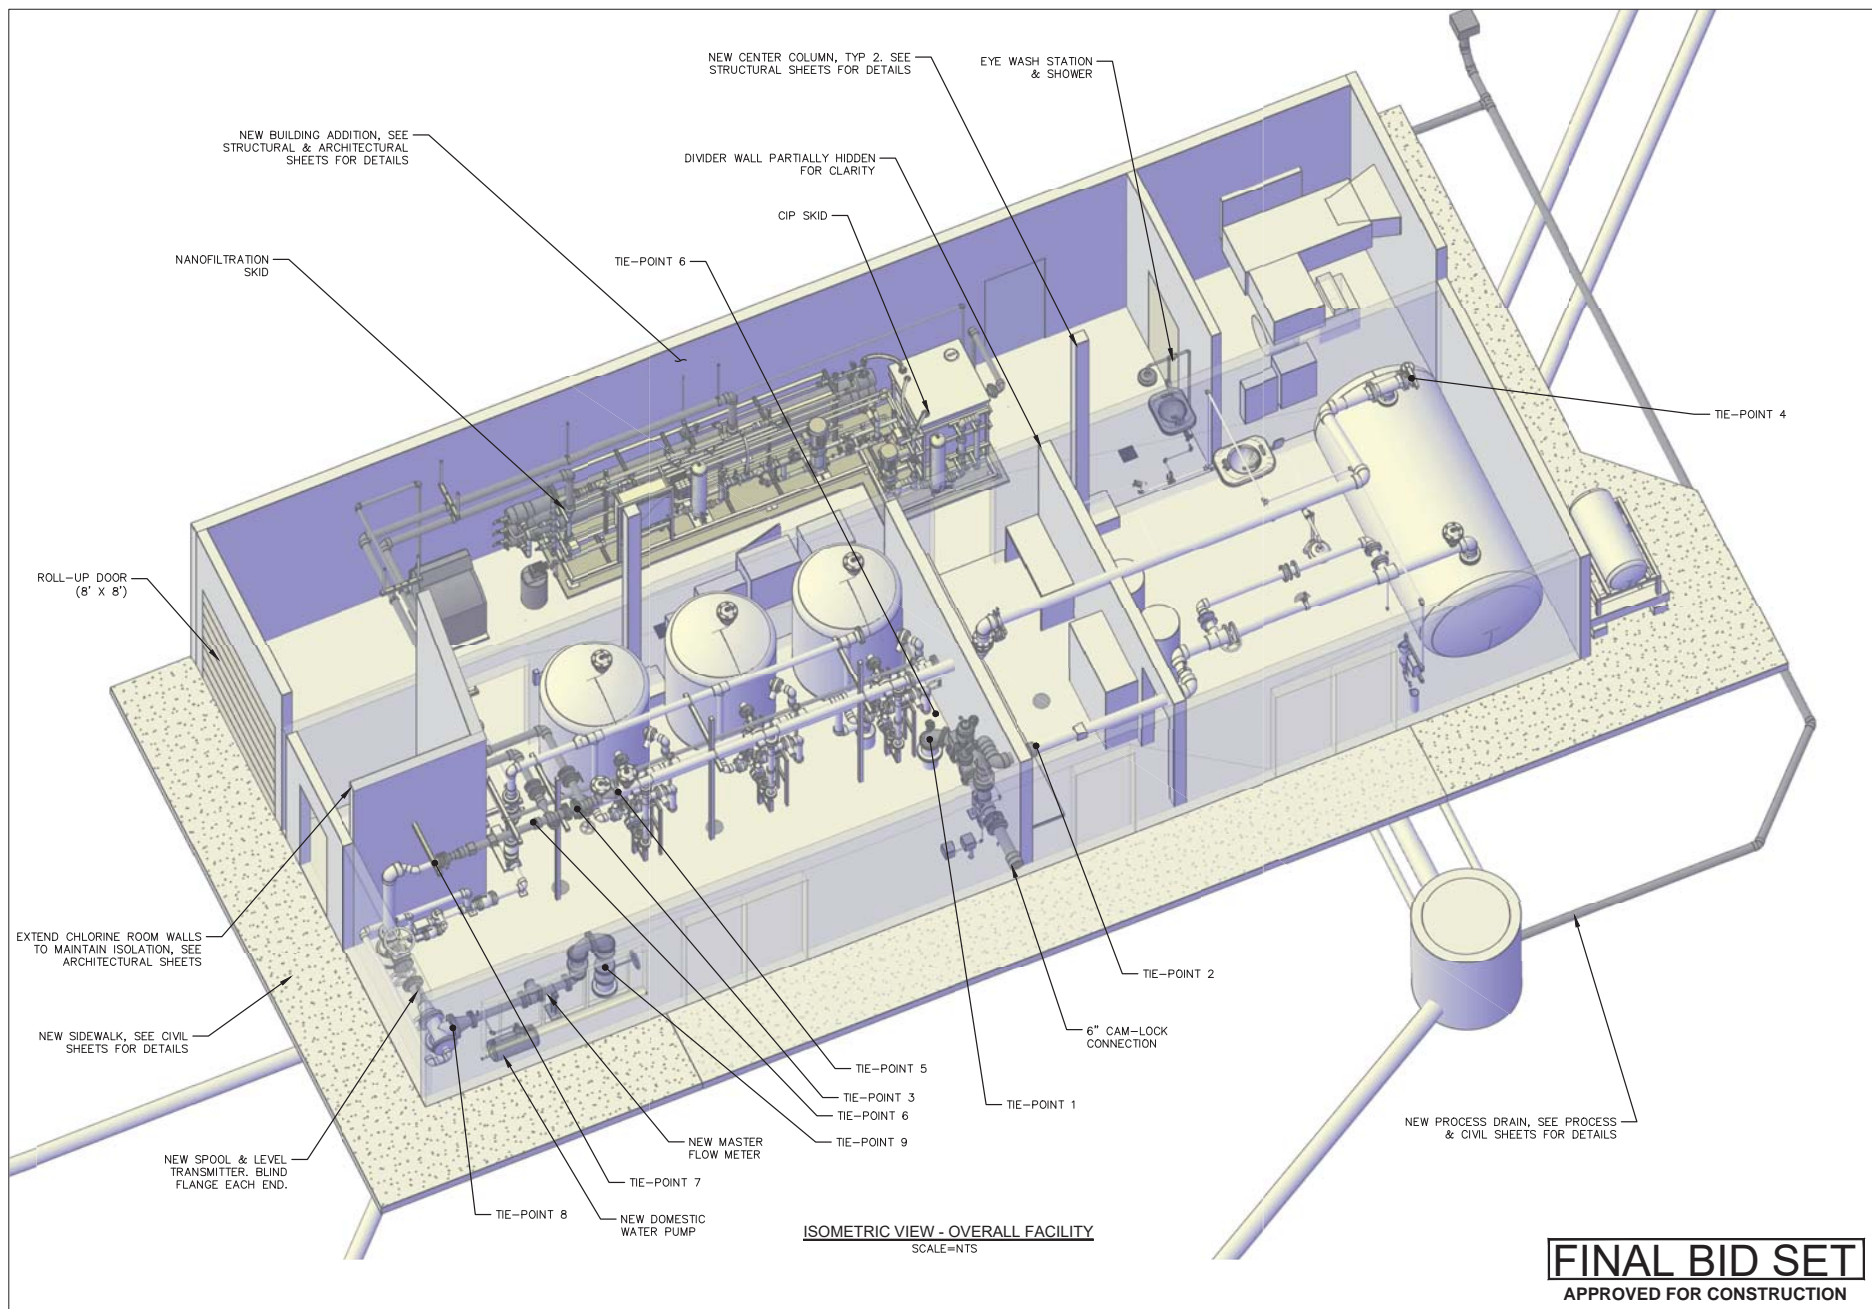 NEW CENTER COLUMN, TYP 2. SEE
STRUCTURAL SHEETS FOR DETAILS
EYE WASH STATION
& SHOWER
NEW BUILDING ADDITION, SEE
STRUCTURAL & ARCHITECTURAL
SHEETS FOR DETAILS
DIVIDER WALL PARTIALLY HIDDEN
FOR CLARITY
CIP SKID
NANOFILTRATION
SKID
TIE-POINT 6
TIE-POINT 4
ROLL-UP DOOR
(8' X 8')
EXTEND CHLORINE ROOM WALLS
TO MAINTAIN ISOLATION, SEE
ARCHITECTURAL SHEETS
TIE-POINT 2
NEW SIDEWALK, SEE CIVIL
SHEETS FOR DETAILS
6" CAM-LOCK
CONNECTION
TIE-POINT 5
TIE-POINT 3
TIE-POINT 6
TIE-POINT 1
TIE-POINT 9
NEW PROCESS DRAIN, SEE PROCESS
& CIVIL SHEETS FOR DETAILS
NEW MASTER
FLOW METER
NEW SPOOL & LEVEL
TRANSMITTER. BLIND
FLANGE EACH END.
TIE-POINT 7
TIE-POINT 8
NEW DOMESTIC
WATER PUMP
ISOMETRIC VIEW - OVERALL FACILITY
SCALE=NTS
FINAL BID SET
APPROVED FOR CONSTRUCTION